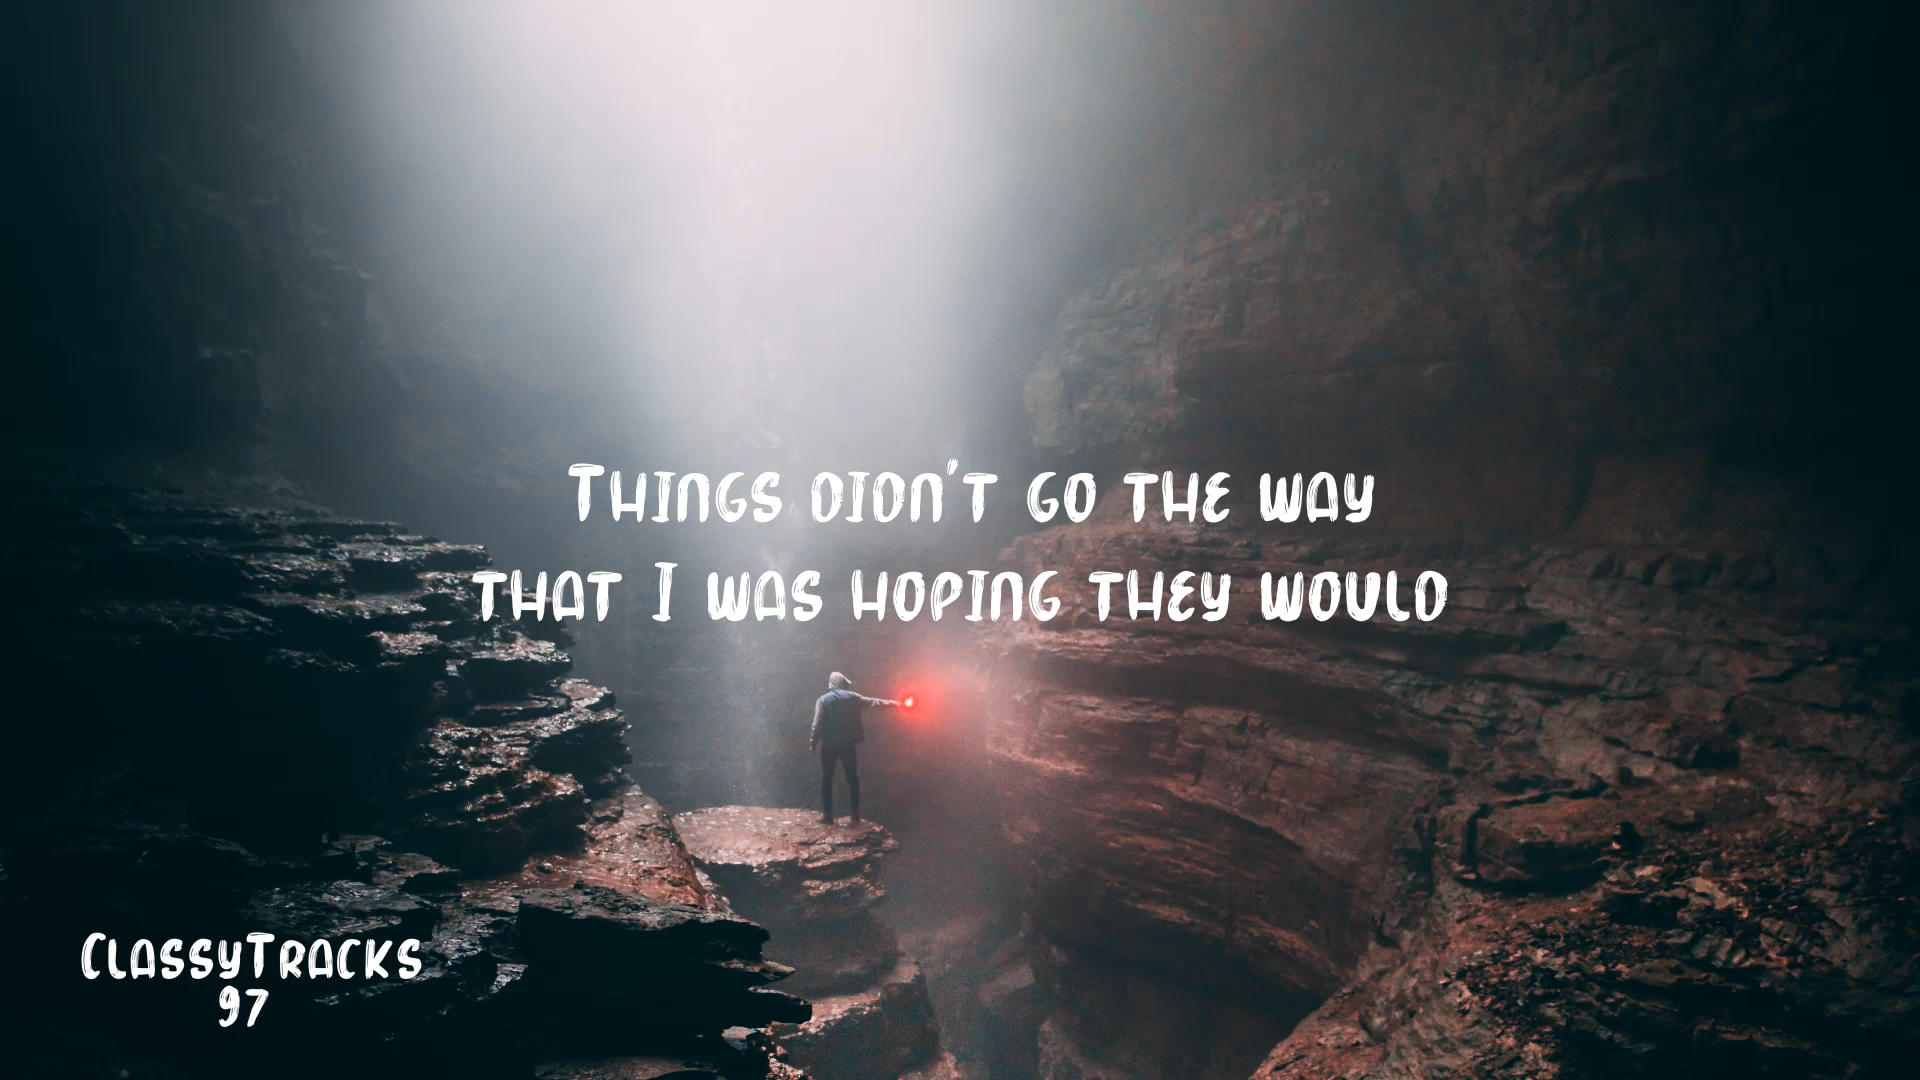 Things didn't go the way
that I was hoping they would
ClassyTracks
97